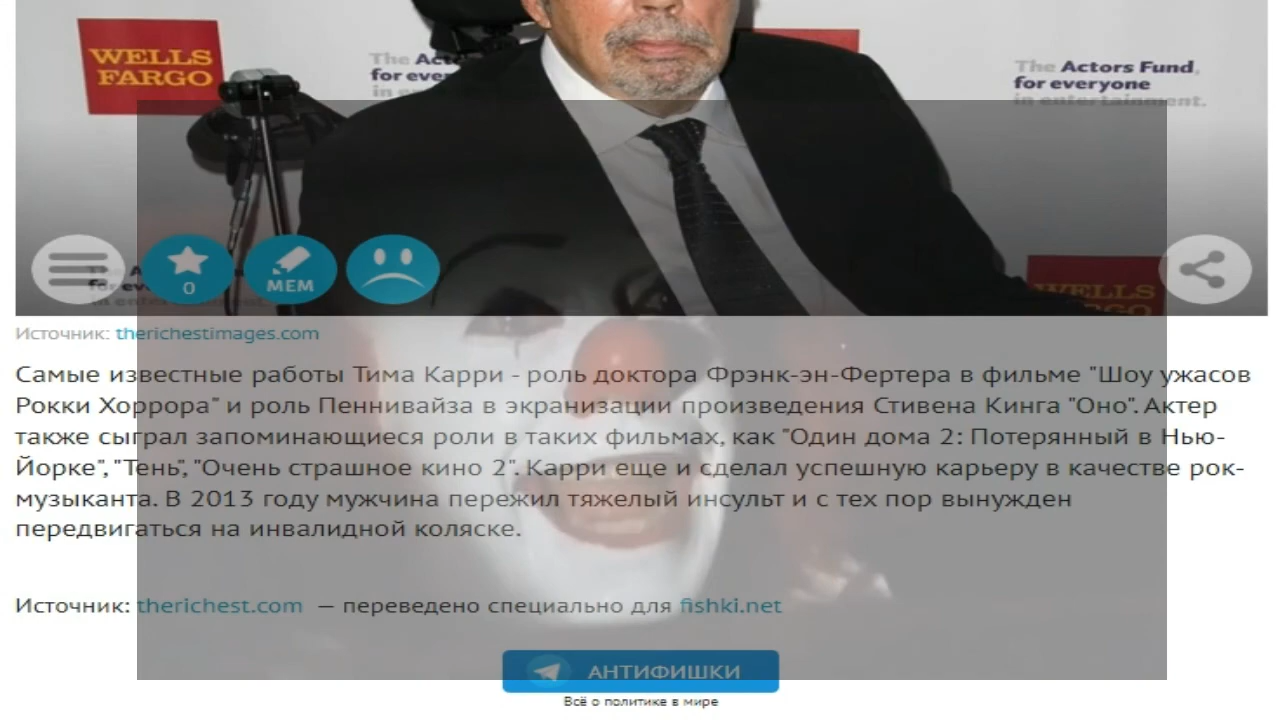 WELLS
FARGO
The Actors Fund,
for everyone
in entertainment.
0
МЕМ
WELLS
FARGO
Источник: therichestimages.com
Самые известные работы Тима Карри - роль доктора Фрэнк-эн-Фертера в фильме "Шоу ужасов
Рокки Хоррора" и роль Пеннивайза в экранизации произведения Стивена Кинга "Оно". Актер
также сыграл запоминающиеся роли в таких фильмах, как "Один дома 2: Потерянный в Нью-
Йорке", "Тень", "Очень страшное кино 2". Карри еще и сделал успешную карьеру в качестве рок-
музыканта. В 2013 году мужчина пережил тяжелый инсульт и с тех пор вынужден
передвигаться на инвалидной коляске.
Источник: therichest.com — переведено специально для fishki.net
АНТИФИШКИ
Всё о политике в мире